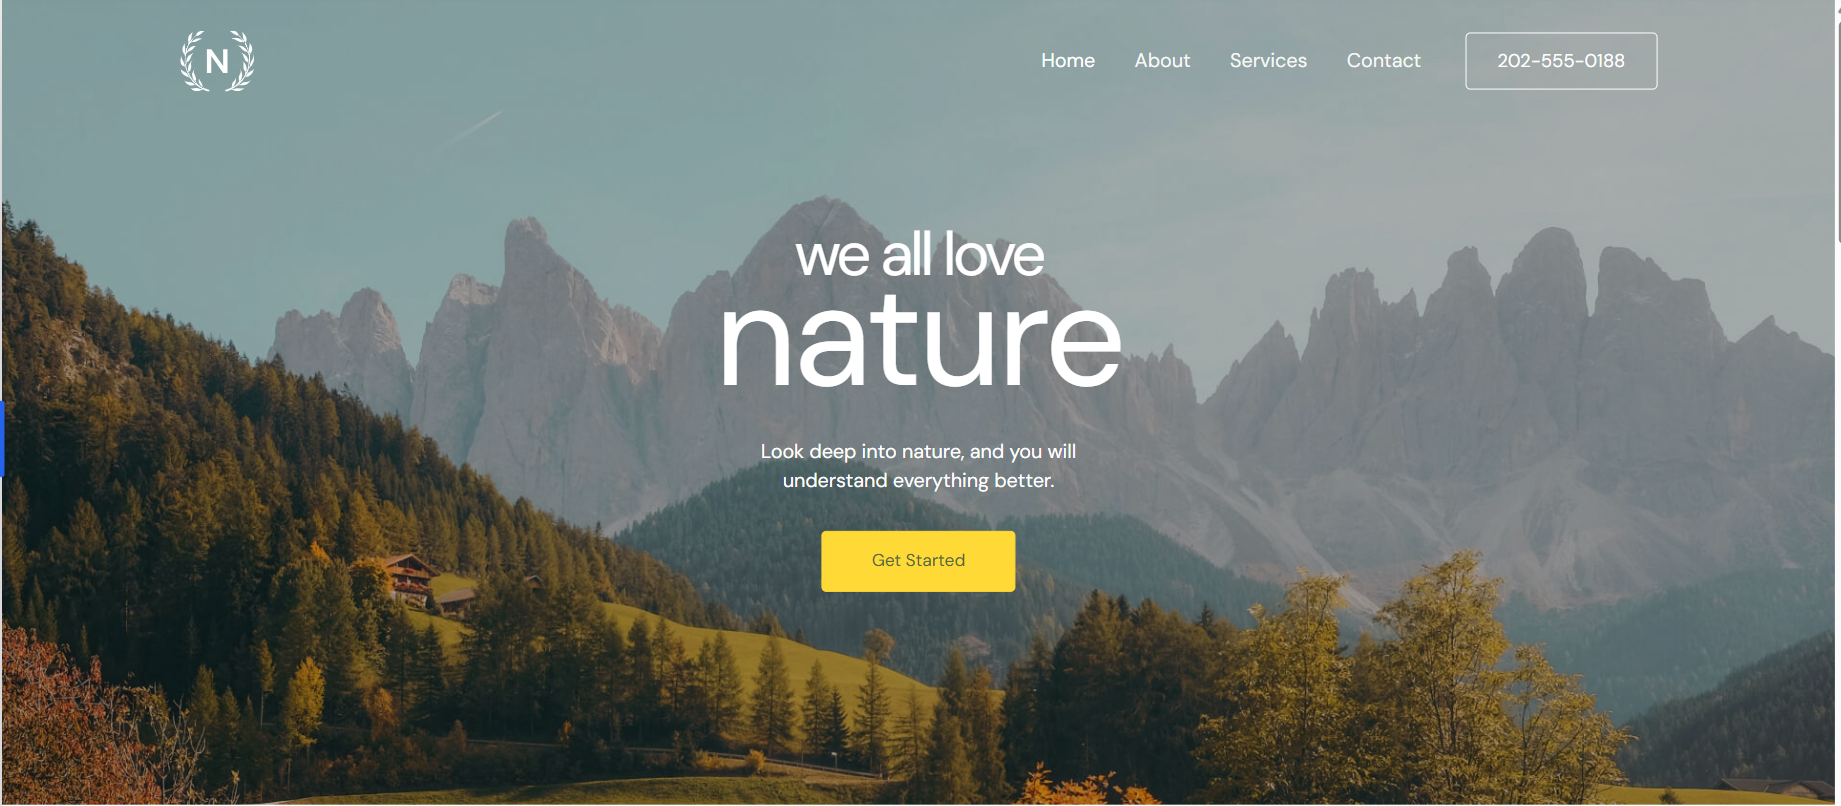 N
Home About Services Contact 202-555-0188
we all love
nature
Look deep into nature, and you will
understand everything better.
Get Started